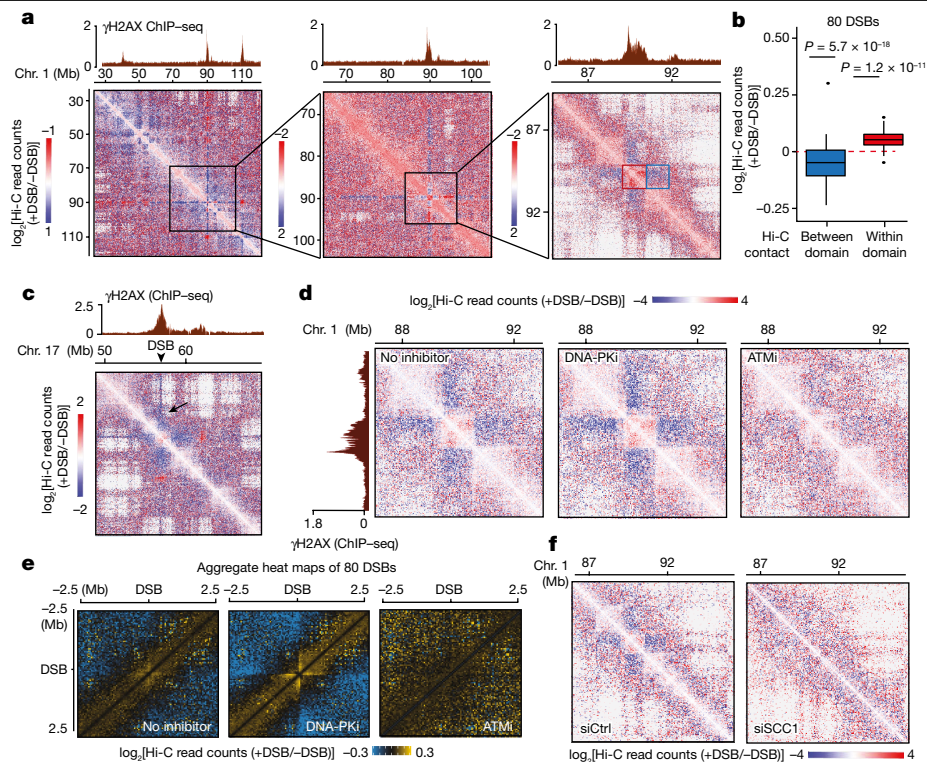 a
γH2AX ChIP–seq
2
0
Chr. 1 (Mb)
30 50 70 90 110
30
50
70
90
110
log2[Hi-C read counts
(+DSB/−DSB)]
−1
1
2
0
70 80 90 100
70
80
90
100
−2
2
2
0
87 92
87
92
−2
2
b
80 DSBs
P = 5.7 × 10−18
P = 1.2 × 10−11
log2[Hi-C read counts
(+DSB/−DSB)]
0.50
0.25
0
−0.25
Hi-C
contact
Between
domain
Within
domain
c
γH2AX (ChIP–seq)
2.5
0
Chr. 17 (Mb)
DSB
50 60
log2[Hi-C read counts
(+DSB/−DSB)]
2
−2
d
log2[Hi-C read counts (+DSB/−DSB)] −4 4
Chr. 1 (Mb)
88 92
88 92
88 92
No inhibitor
DNA-PKi
ATMi
1.8 0
γH2AX (ChIP–seq)
e
Aggregate heat maps of 80 DSBs
−2.5 (Mb) DSB 2.5
−2.5 DSB 2.5
−2.5 DSB 2.5
−2.5
(Mb)
DSB
2.5
No inhibitor
DNA-PKi
ATMi
log2[Hi-C read counts (+DSB/−DSB)] −0.3 0.3
f
Chr. 1
(Mb)
87 92
87 92
siCtrl
siSCC1
log2[Hi-C read counts (+DSB/−DSB)] −4 4